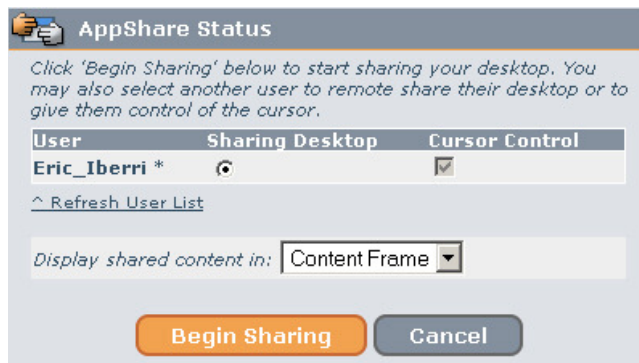 AppShare Status
Click 'Begin Sharing' below to start sharing your desktop. You
may also select another user to remote share their desktop or to
give them control of the cursor.
User Sharing Desktop Cursor Control
Eric_Iberri *
^ Refresh User List
Display shared content in: Content Frame
Begin Sharing Cancel